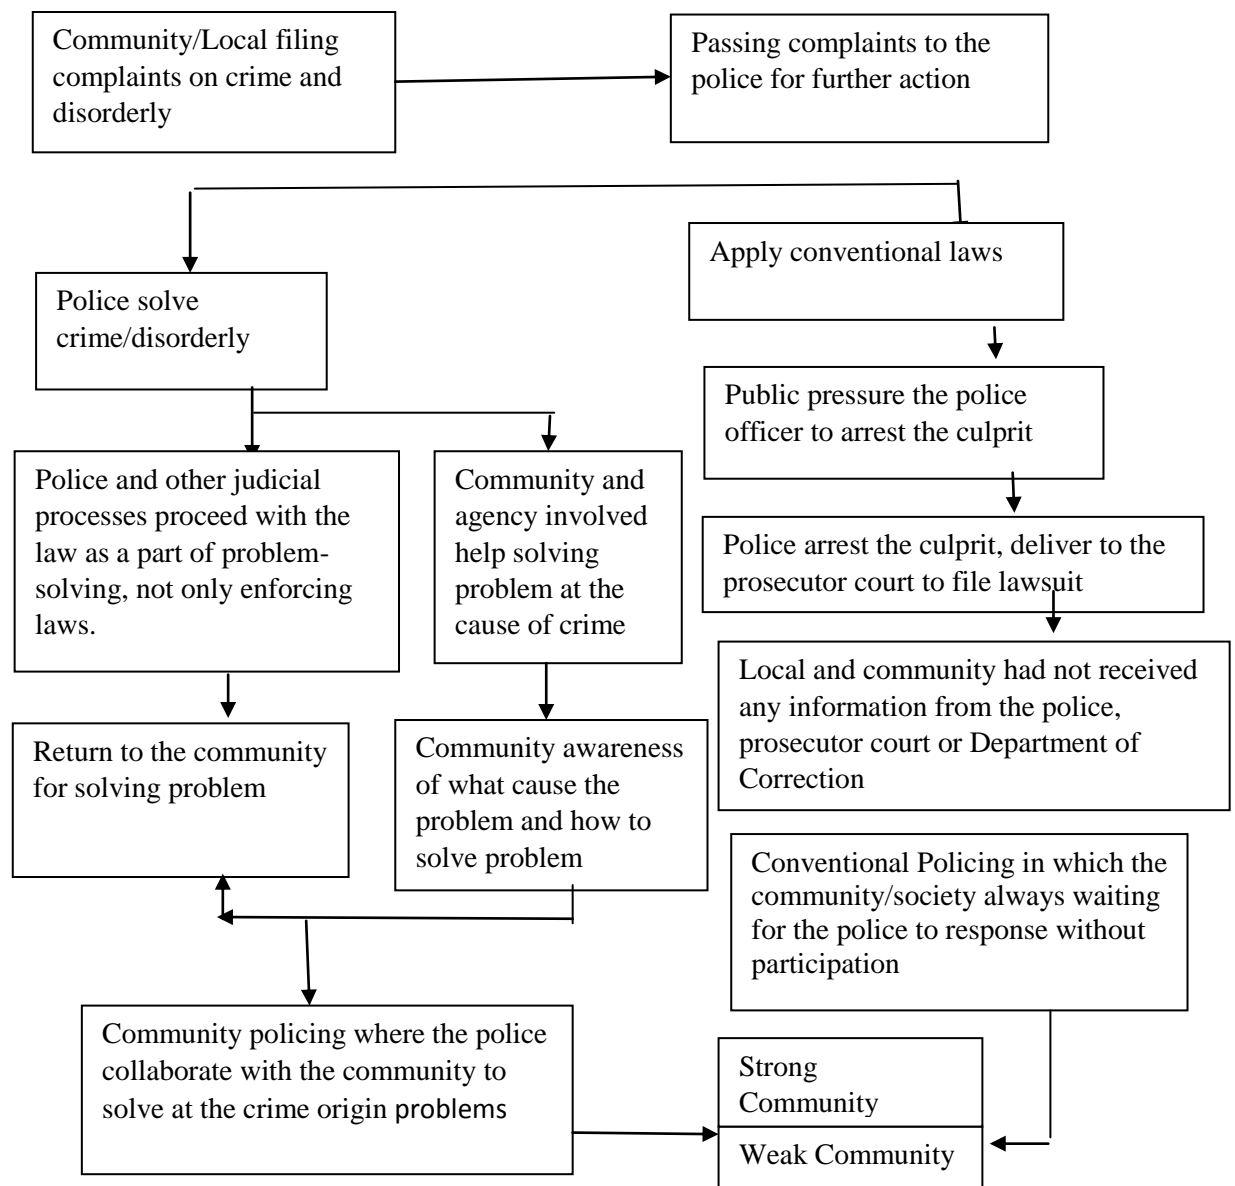 Community/Local filing
complaints on crime and
disorderly
Passing complaints to the
police for further action
Apply conventional laws
Police solve
crime/disorderly
Public pressure the police
officer to arrest the culprit
Police and other judicial
processes proceed with the
law as a part of problem-
solving, not only enforcing
laws.
Community and
agency involved
help solving
problem at the
cause of crime
Police arrest the culprit, deliver to the
prosecutor court to file lawsuit
Local and community had not received
any information from the police,
prosecutor court or Department of
Correction
Return to the community
for solving problem
Community awareness
of what cause the
problem and how to
solve problem
Conventional Policing in which the
community/society always waiting
for the police to response without
participation
Community policing where the police
collaborate with the community to
solve at the crime origin problems
Strong
Community
Weak Community